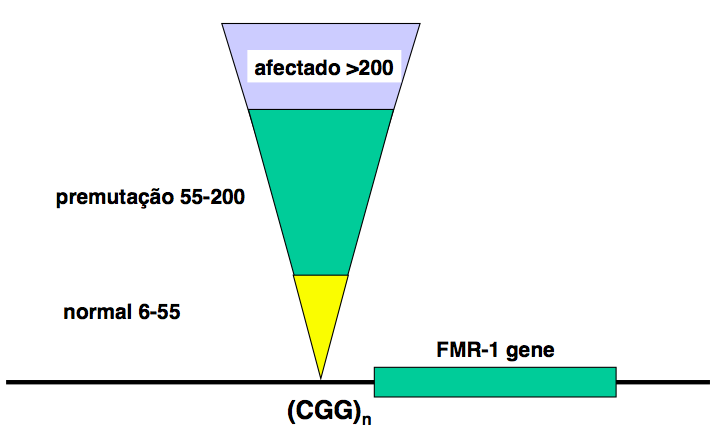 afectado >200
premutação 55-200
normal 6-55
FMR-1 gene
(CGG)n